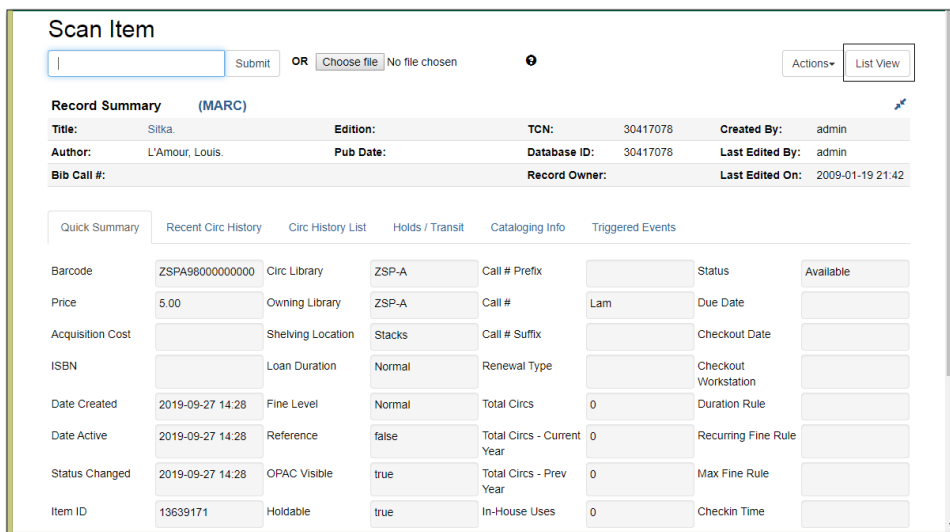 Scan Item
Submit OR Choose file No file chosen ? Actions List View
Record Summary (MARC)
Title: Sitka. Edition: TCN: 30417078 Created By: admin
Author: L'Amour, Louis. Pub Date: Database ID: 30417078 Last Edited By: admin
Bib Call #: Record Owner: Last Edited On: 2009-01-19 21:42
Quick Summary Recent Circ History Circ History List Holds / Transit Cataloging Info Triggered Events
Barcode ZSPA98000000000 Circ Library ZSP-A Call # Prefix Status Available
Price 5.00 Owning Library ZSP-A Call # Lam Due Date
Acquisition Cost Shelving Location Stacks Call # Suffix Checkout Date
ISBN Loan Duration Normal Renewal Type Checkout
Workstation
Date Created 2019-09-27 14:28 Fine Level Normal Total Circs 0 Duration Rule
Date Active 2019-09-27 14:28 Reference false Total Circs - Current 0 Recurring Fine Rule
Year
Status Changed 2019-09-27 14:28 OPAC Visible true Total Circs - Prev 0 Max Fine Rule
Year
Item ID 13639171 Holdable true In-House Uses 0 Checkin Time